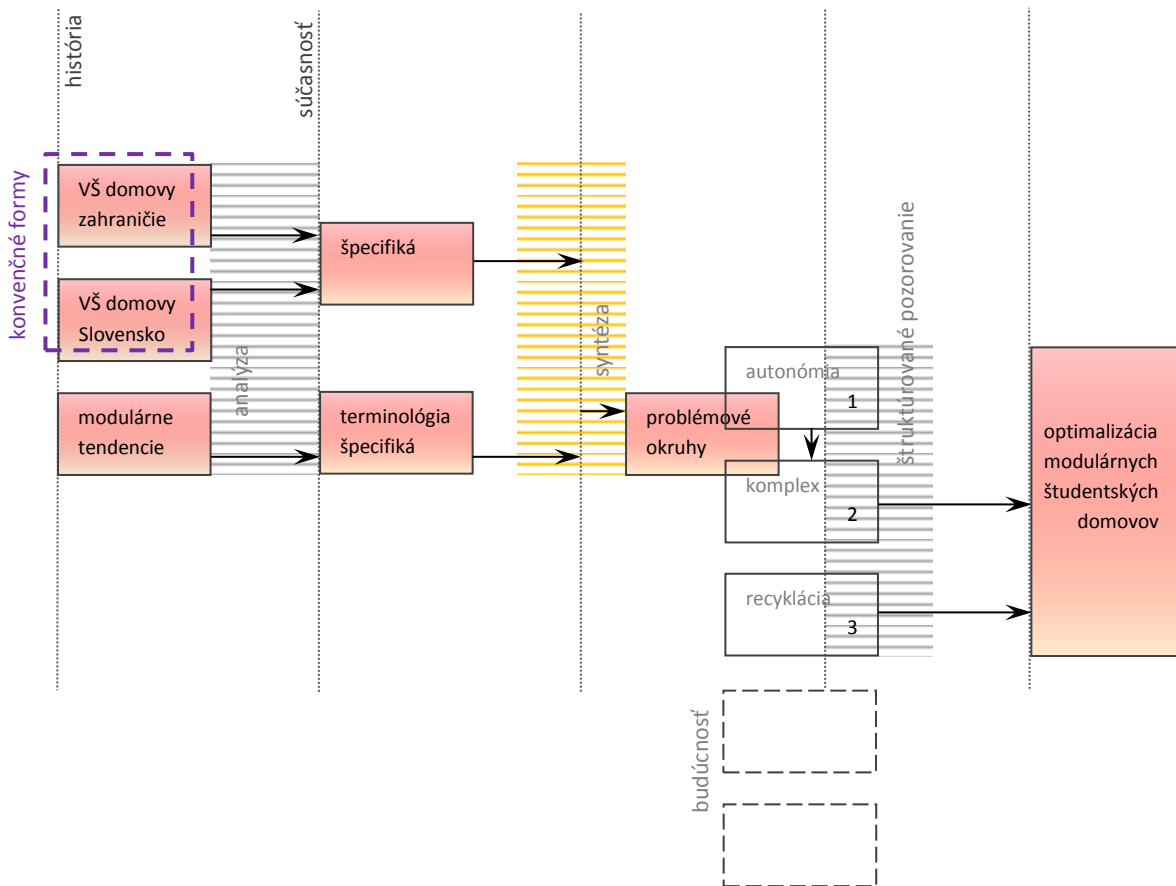 história
súčasnosť
konvenčné formy
VŠ domovy
zahraničie
VŠ domovy
Slovensko
modulárne
tendencie
analýza
špecifiká
terminológia
špecifiká
syntéza
problémové
okruhy
autonómia
1
komplex
2
recyklácia
3
štruktúrované pozorovanie
budúcnosť
optimalizácia
modulárnych
študentských
domovov